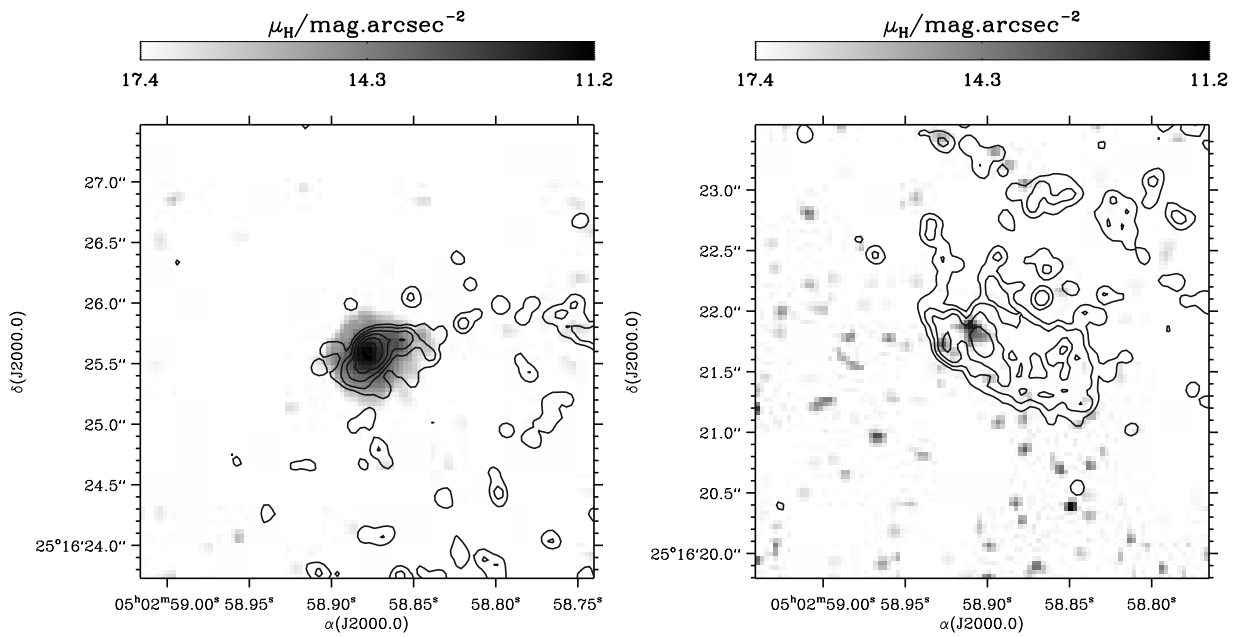 μ_H/mag.arcsec⁻²
17.4 14.3 11.2
27.0''
26.5''
26.0''
25.5''
25.0''
24.5''
25°16'24.0''
δ(J2000.0)
05ʰ02ᵐ59.00ˢ 58.95ˢ 58.90ˢ 58.85ˢ 58.80ˢ 58.75ˢ
α(J2000.0)
μ_H/mag.arcsec⁻²
17.4 14.3 11.2
23.0''
22.5''
22.0''
21.5''
21.0''
20.5''
25°16'20.0''
δ(J2000.0)
05ʰ02ᵐ59.00ˢ 58.95ˢ 58.90ˢ 58.85ˢ 58.80ˢ
α(J2000.0)